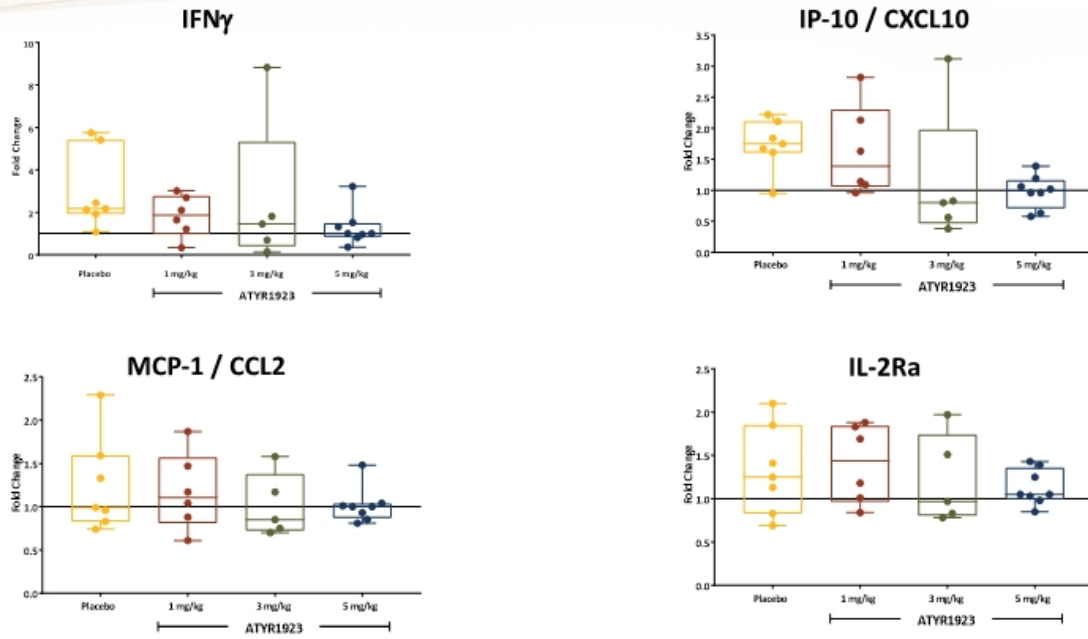 IFNγ
Fold Change
10
8
6
4
2
0
Placebo
1 mg/kg
3 mg/kg
5 mg/kg
ATYR1923
IP-10 / CXCL10
Fold Change
3.5
3.0
2.5
2.0
1.5
1.0
0.5
0.0
Placebo
1 mg/kg
3 mg/kg
5 mg/kg
ATYR1923
MCP-1 / CCL2
Fold Change
2.5
2.0
1.5
1.0
0.5
0.0
Placebo
1 mg/kg
3 mg/kg
5 mg/kg
ATYR1923
IL-2Ra
Fold Change
2.5
2.0
1.5
1.0
0.5
0.0
Placebo
1 mg/kg
3 mg/kg
5 mg/kg
ATYR1923